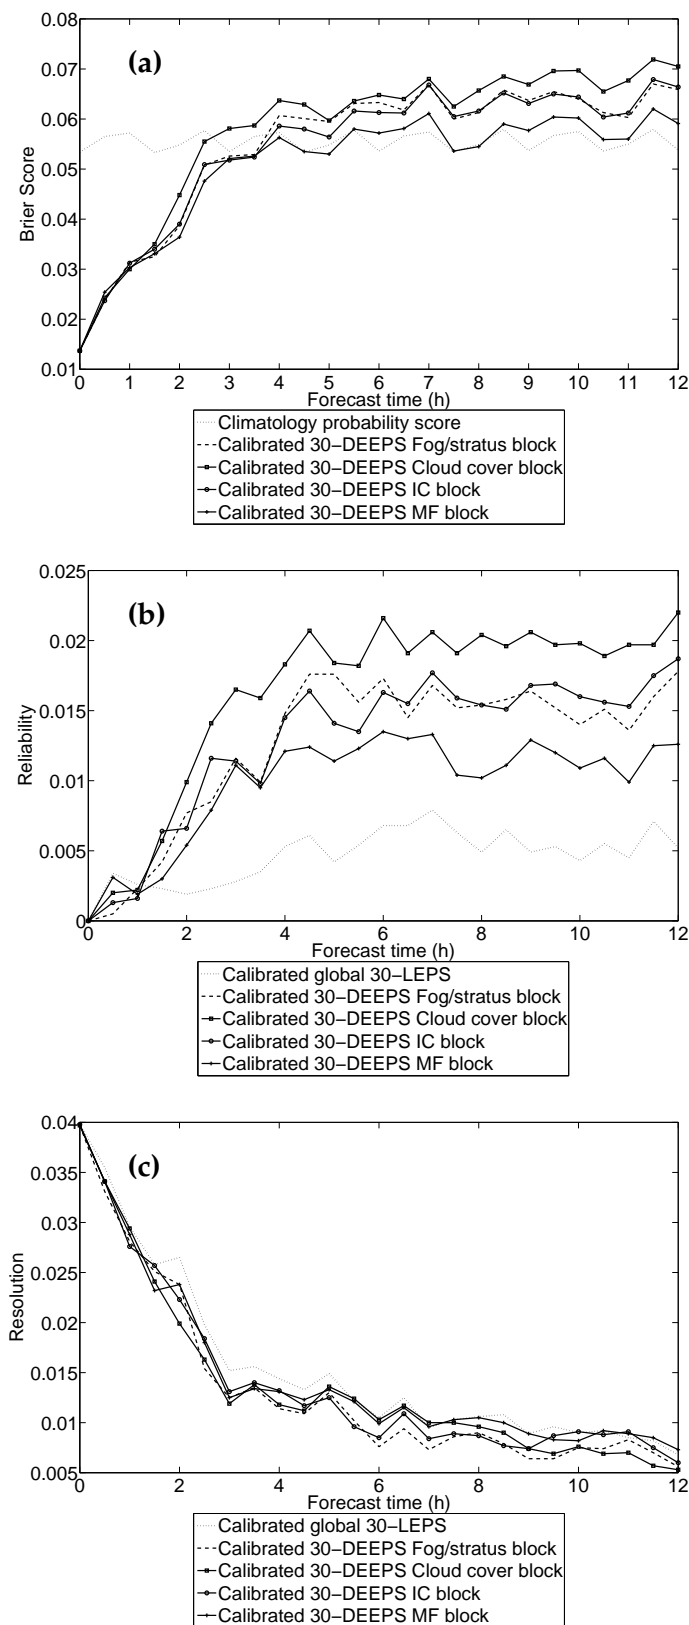 0.08
(a)
0.07
0.06
0.05
0.04
0.03
0.02
0.01
Brier Score
0 1 2 3 4 5 6 7 8 9 10 11 12
Forecast time (h)
Climatology probability score
Calibrated 30−DEEPS Fog/stratus block
Calibrated 30−DEEPS Cloud cover block
Calibrated 30−DEEPS IC block
Calibrated 30−DEEPS MF block
0.025
(b)
0.02
0.015
0.01
0.005
0
Reliability
0 2 4 6 8 10 12
Forecast time (h)
Calibrated global 30−LEPS
Calibrated 30−DEEPS Fog/stratus block
Calibrated 30−DEEPS Cloud cover block
Calibrated 30−DEEPS IC block
Calibrated 30−DEEPS MF block
0.04
(c)
0.035
0.03
0.025
0.02
0.015
0.01
0.005
Resolution
0 2 4 6 8 10 12
Forecast time (h)
Calibrated global 30−LEPS
Calibrated 30−DEEPS Fog/stratus block
Calibrated 30−DEEPS Cloud cover block
Calibrated 30−DEEPS IC block
Calibrated 30−DEEPS MF block